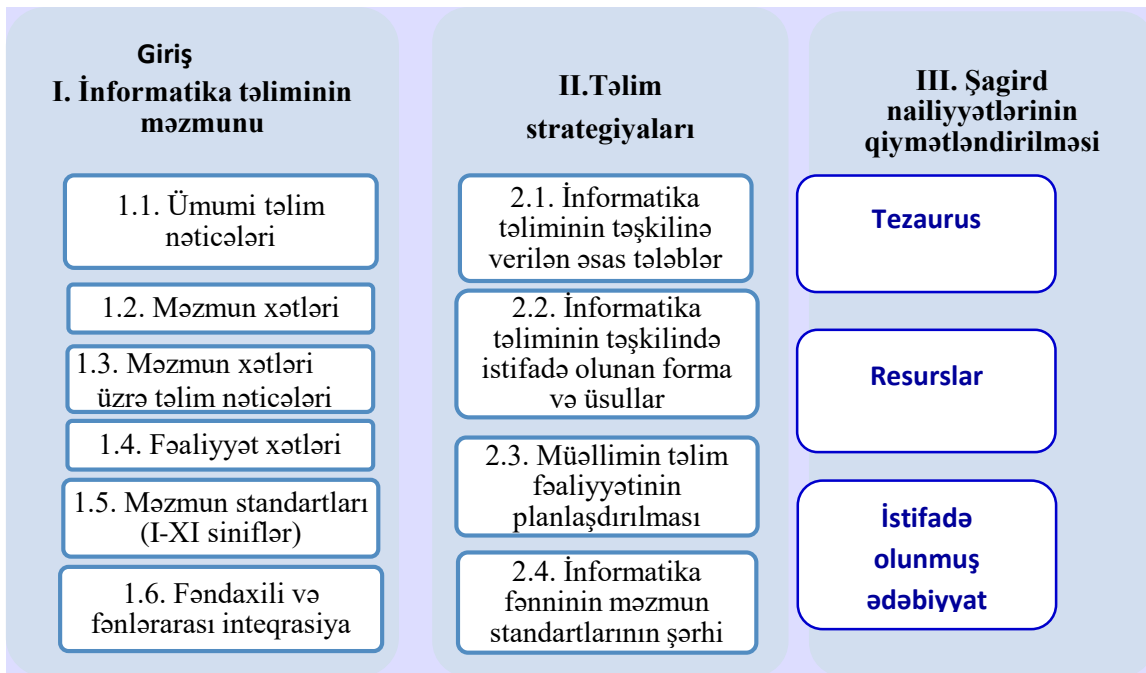 Giriş
I. İnformatika təliminin
məzmunu
1.1. Ümumi təlim
nəticələri
1.2. Məzmun xətləri
1.3. Məzmun xətləri
üzrə təlim nəticələri
1.4. Fəaliyyət xətləri
1.5. Məzmun standartları
(I-XI siniflər)
1.6. Fəndaxili və
fənlərarası inteqrasiya
II.Təlim
strategiyaları
2.1. İnformatika
təliminin təşkilinə
verilən əsas tələblər
2.2. İnformatika
təliminin təşkilində
istifadə olunan forma
və üsullar
2.3. Müəllimin təlim
fəaliyyətinin
planlaşdırılması
2.4. İnformatika
fənninin məzmun
standartlarının şərhi
III. Şagird
nailiyyətlərinin
qiymətləndirilməsi
Tezaurus
Resurslar
İstifadə
olunmuş
ədəbiyyat